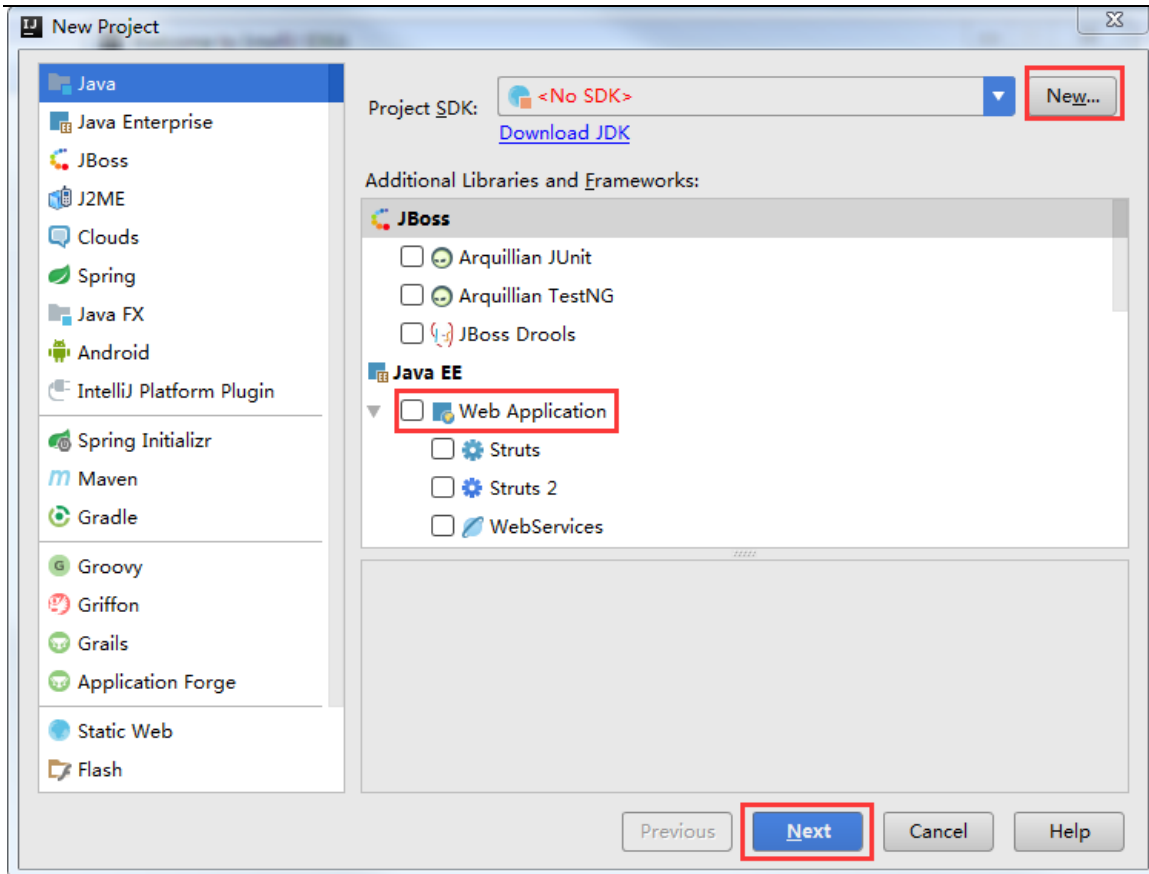 New Project
Java
Java Enterprise
JBoss
J2ME
Clouds
Spring
Java FX
Android
IntelliJ Platform Plugin
Spring Initializr
Maven
Gradle
Groovy
Griffon
Grails
Application Forge
Static Web
Flash
Project SDK: <No SDK> New...
Download JDK
Additional Libraries and Frameworks:
JBoss
Arquillian JUnit
Arquillian TestNG
JBoss Drools
Java EE
Web Application
Struts
Struts 2
WebServices
Previous Next Cancel Help